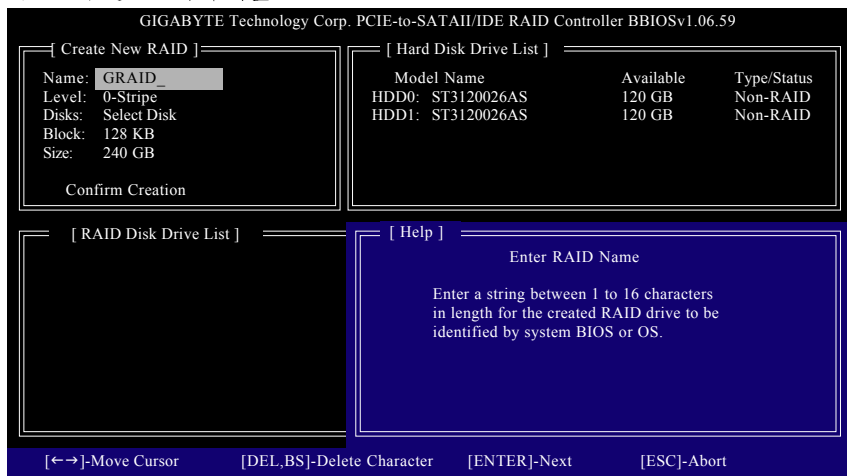 GIGABYTE Technology Corp. PCIE-to-SATAII/IDE RAID Controller BBIOSv1.06.59
[ Create New RAID ]
Name: GRAID_
Level: 0-Stripe
Disks: Select Disk
Block: 128 KB
Size: 240 GB
Confirm Creation
[ Hard Disk Drive List ]
Model Name Available Type/Status
HDD0: ST3120026AS 120 GB Non-RAID
HDD1: ST3120026AS 120 GB Non-RAID
[ RAID Disk Drive List ]
[ Help ]
Enter RAID Name
Enter a string between 1 to 16 characters
in length for the created RAID drive to be
identified by system BIOS or OS.
[←→]-Move Cursor [DEL,BS]-Delete Character [ENTER]-Next [ESC]-Abort